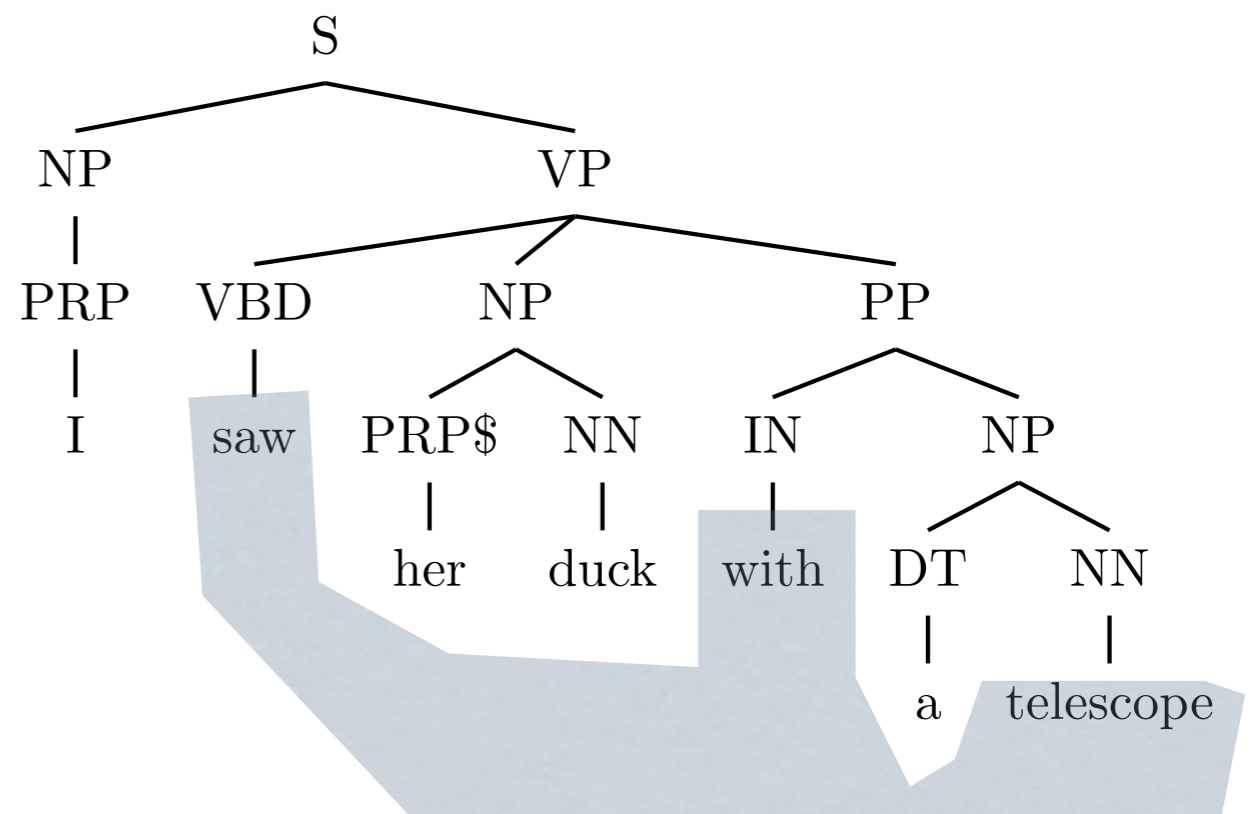 S
NP VP
PRP VBD NP PP
I saw PRP$ NN IN NP
her duck with DT NN
a telescope